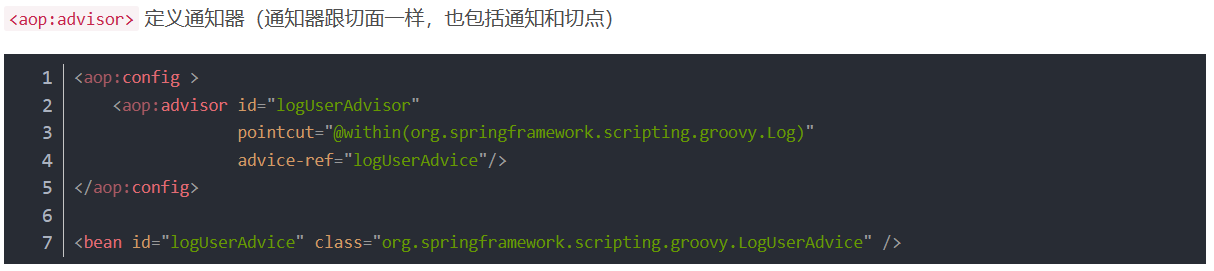 <aop:advisor> 定义通知器（通知器跟切面一样，也包括通知和切点）
1 <aop:config >
2     <aop:advisor id="logUserAdvisor"
3                  pointcut="@within(org.springframework.scripting.groovy.Log)"
4                  advice-ref="logUserAdvice"/>
5 </aop:config>
6
7 <bean id="logUserAdvice" class="org.springframework.scripting.groovy.LogUserAdvice" />